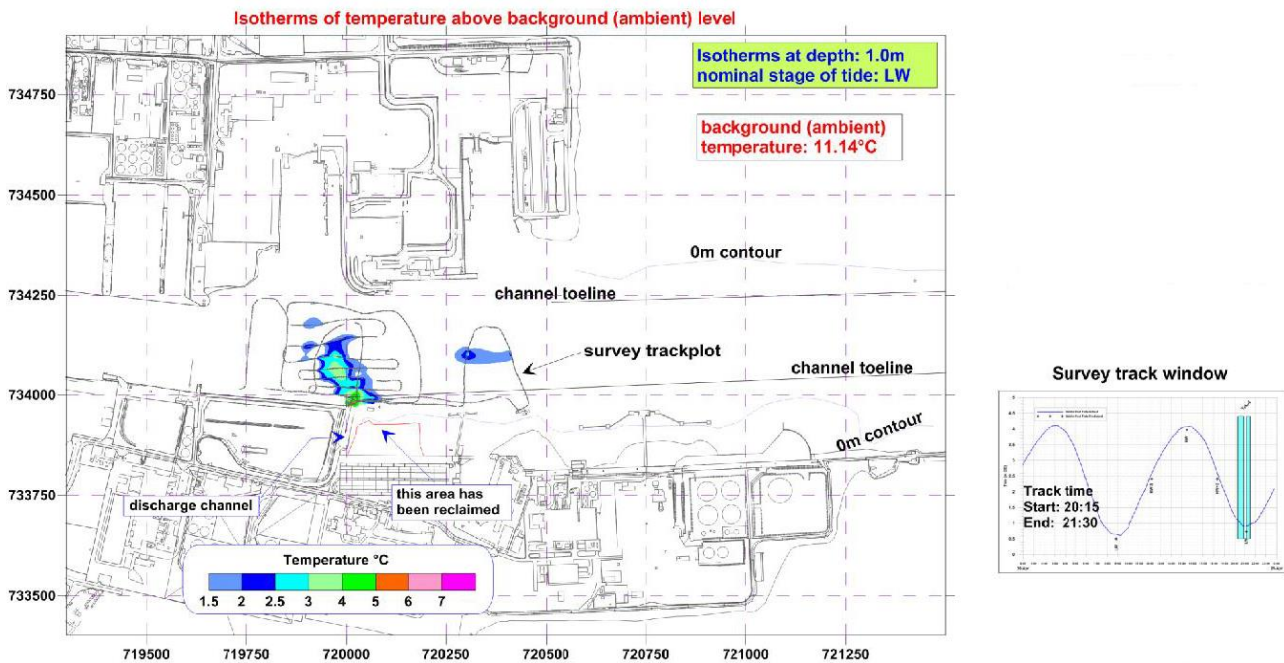 Isotherms of temperature above background (ambient) level
Isotherms at depth: 1.0m
nominal stage of tide: LW
background (ambient)
temperature: 11.14°C
734750
734500
734250
734000
733750
733500
0m contour
channel toeline
survey trackplot
channel toeline
0m contour
discharge channel
this area has
been reclaimed
Temperature °C
1.5 2 2.5 3 4 5 6 7
719500 719750 720000 720250 720500 720750 721000 721250
Survey track window
Track time
Start: 20:15
End: 21:30